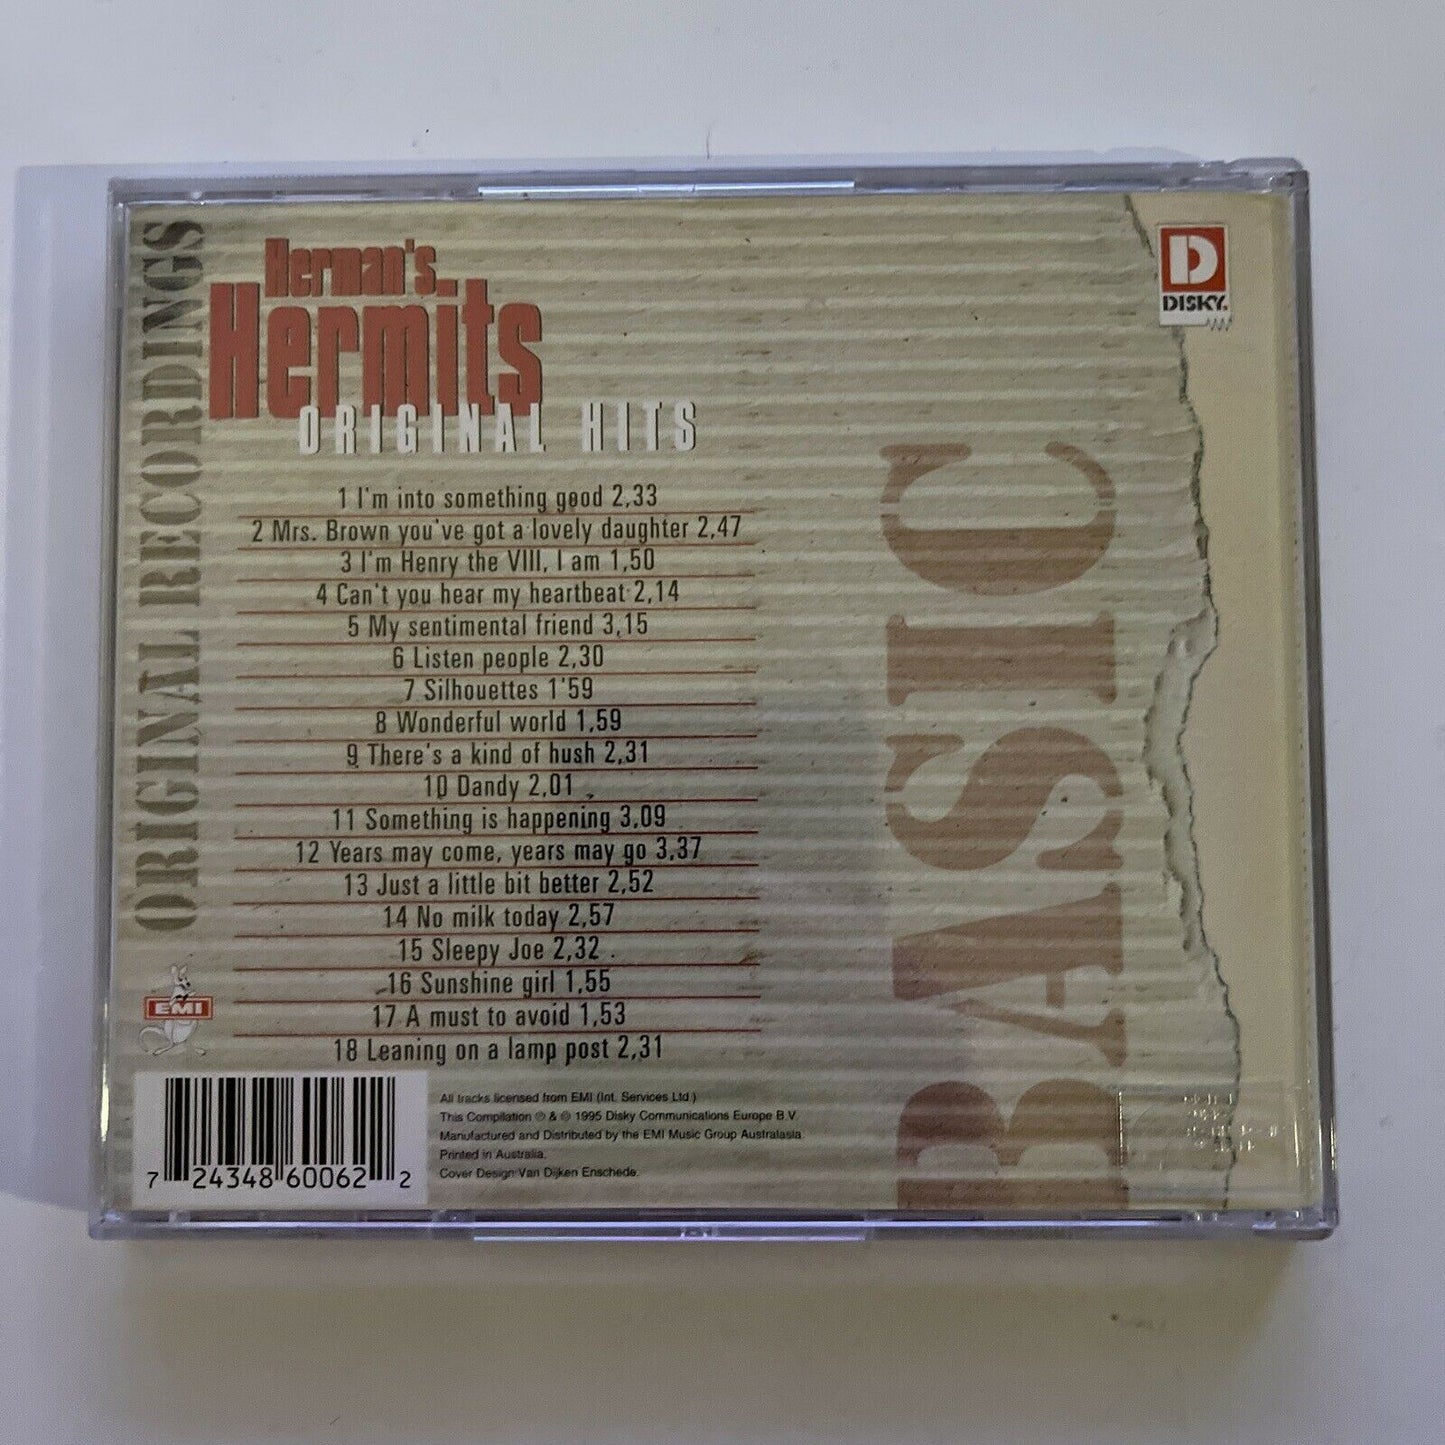 ORIGINAL RECORDINGS
Herman's
Hermits
ORIGINAL HITS
D
DISKY.
1 I'm into something good 2,33
2 Mrs. Brown you've got a lovely daughter 2,47
3 I'm Henry the VIII, I am 1,50
4 Can't you hear my heartbeat 2,14
5 My sentimental friend 3,15
6 Listen people 2,30
7 Silhouettes 1'59
8 Wonderful world 1,59
9 There's a kind of hush 2,31
10 Dandy 2,01
11 Something is happening 3,09
12 Years may come, years may go 3,37
13 Just a little bit better 2,52
14 No milk today 2,57
15 Sleepy Joe 2,32
16 Sunshine girl 1,55
17 A must to avoid 1,53
18 Leaning on a lamp post 2,31
BASIC
EMI
All tracks licensed from EMI (Int. Services Ltd.)
This Compilation ℗ & © 1995 Disky Communications Europe B.V.
Manufactured and Distributed by the EMI Music Group Australasia.
Printed in Australia.
Cover Design: Van Dijken Enschede.
7 24348 60062 2